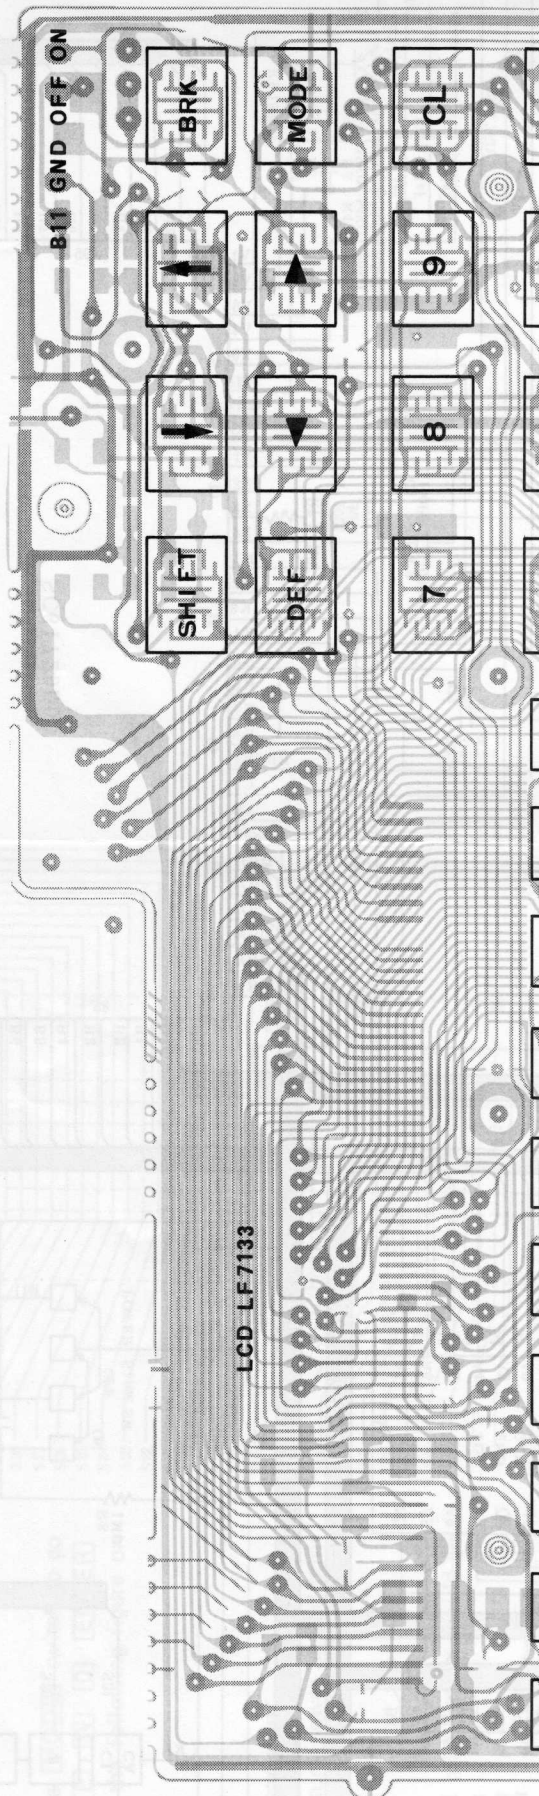 B11 GND OFF ON
BRK
MODE
CL
9
8
SHIFT
DEF
7
LCD LF7133